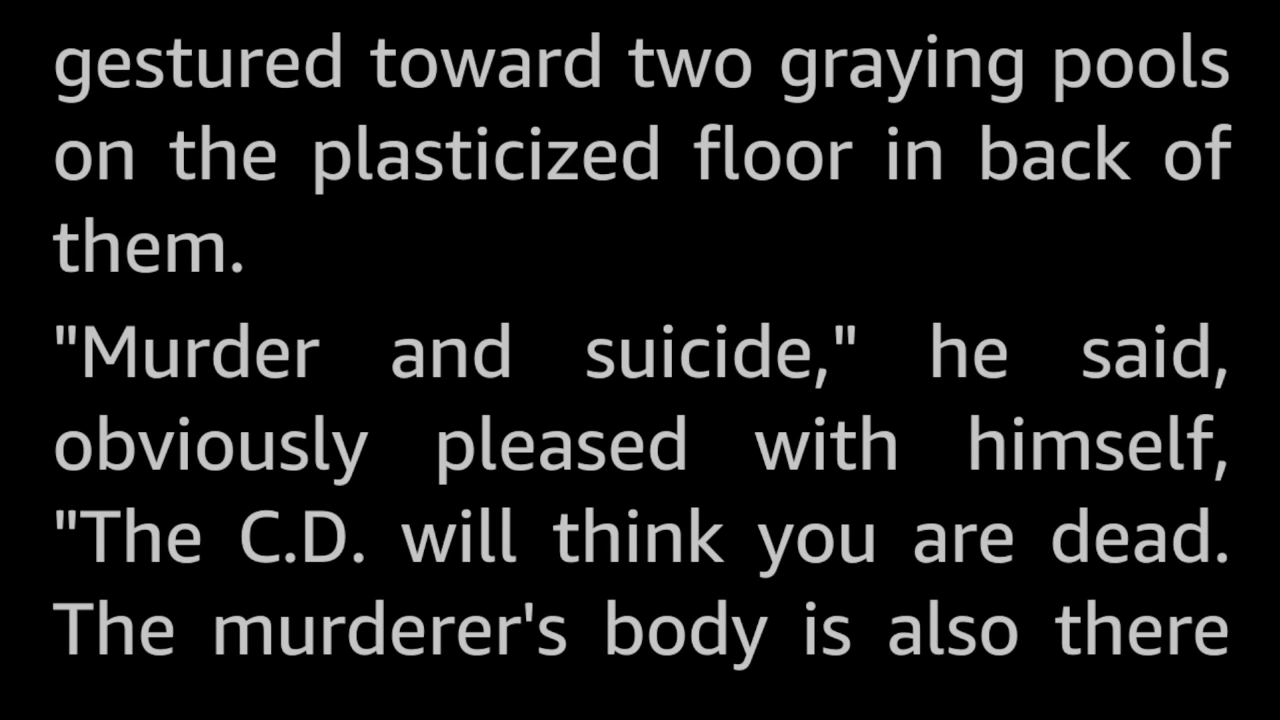 gestured toward two graying pools
on the plasticized floor in back of
them.
"Murder and suicide," he said,
obviously pleased with himself,
"The C.D. will think you are dead.
The murderer's body is also there